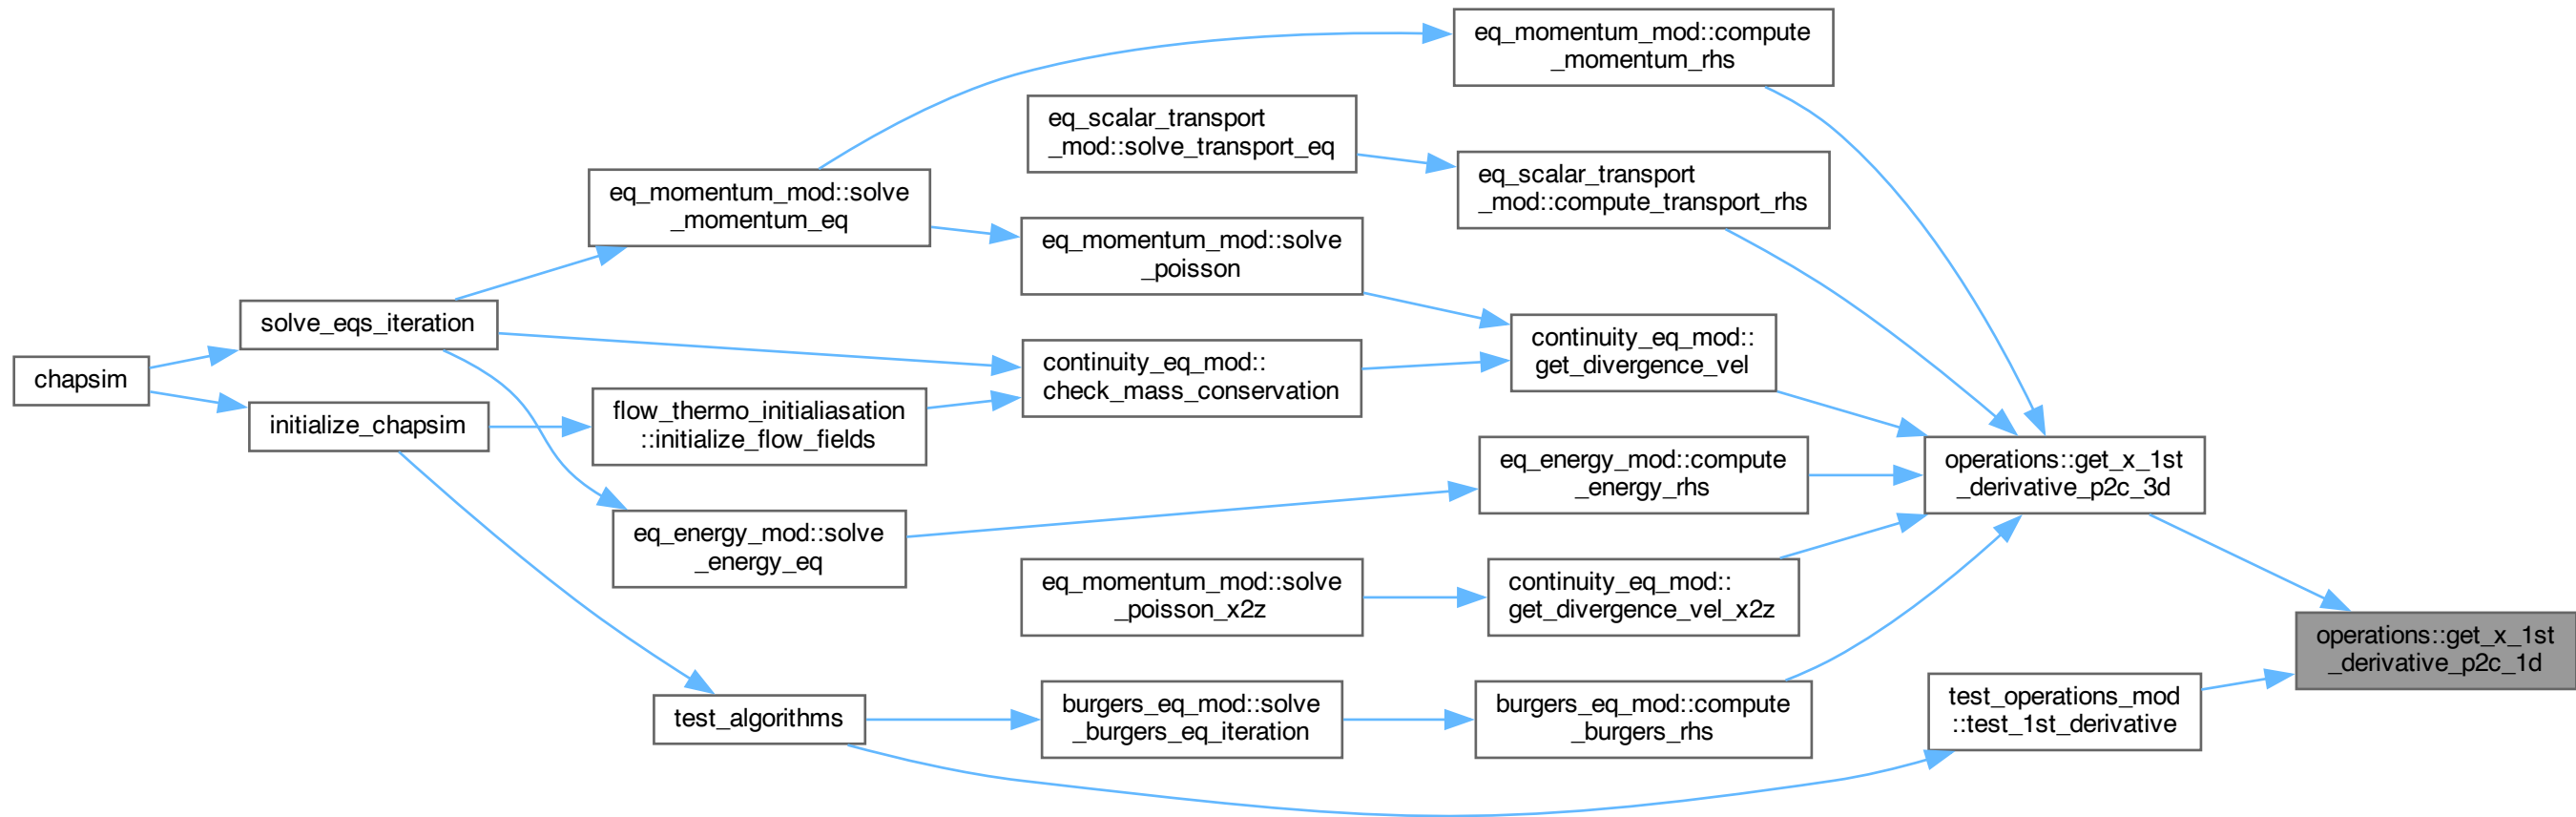 eq_momentum_mod::compute
_momentum_rhs
eq_scalar_transport
_mod::solve_transport_eq
eq_scalar_transport
_mod::compute_transport_rhs
eq_momentum_mod::solve
_momentum_eq
eq_momentum_mod::solve
_poisson
solve_eqs_iteration
continuity_eq_mod::
get_divergence_vel
chapsim
continuity_eq_mod::
check_mass_conservation
initialize_chapsim
flow_thermo_initialiasation
::initialize_flow_fields
eq_energy_mod::compute
_energy_rhs
operations::get_x_1st
_derivative_p2c_3d
eq_energy_mod::solve
_energy_eq
eq_momentum_mod::solve
_poisson_x2z
continuity_eq_mod::
get_divergence_vel_x2z
operations::get_x_1st
_derivative_p2c_1d
test_algorithms
burgers_eq_mod::solve
_burgers_eq_iteration
burgers_eq_mod::compute
_burgers_rhs
test_operations_mod
::test_1st_derivative